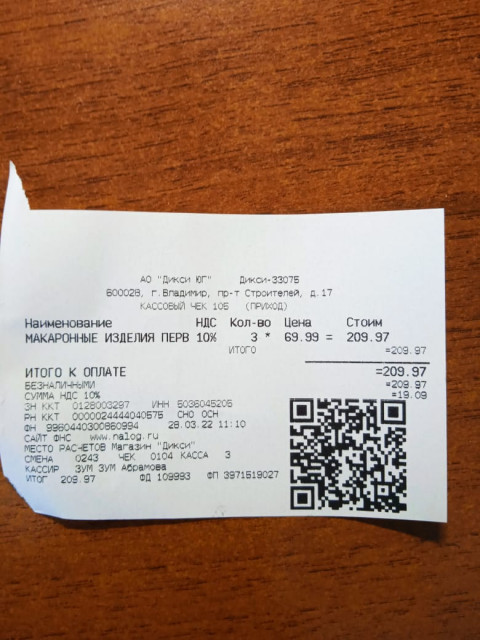 АО "Дикси ЮГ" Дикси-33075
600028, г.Владимир, пр-т Строителей, д.17
КАССОВЫЙ ЧЕК 105 (ПРИХОД)
Наименование НДС Кол-во Цена Стоим
МАКАРОННЫЕ ИЗДЕЛИЯ ПЕРВ 10% 3 * 69.99 = 209.97
ИТОГО =209.97
ИТОГО К ОПЛАТЕ =209.97
БЕЗНАЛИЧНЫМИ =209.97
СУММА НДС 10% =19.09
ЗН ККТ 0128003297 ИНН 5036045205
РН ККТ 0000024444040575 СНО ОСН
ФН 9960440300860994 28.03.22 11:10
САЙТ ФНС www.nalog.ru
МЕСТО РАСЧЕТОВ Магазин "Дикси"
СМЕНА 0243 ЧЕК 0104 КАССА 3
КАССИР ЗУМ ЗУМ Абрамова
ИТОГ 209.97 ФД 109993 ФП 3971519027